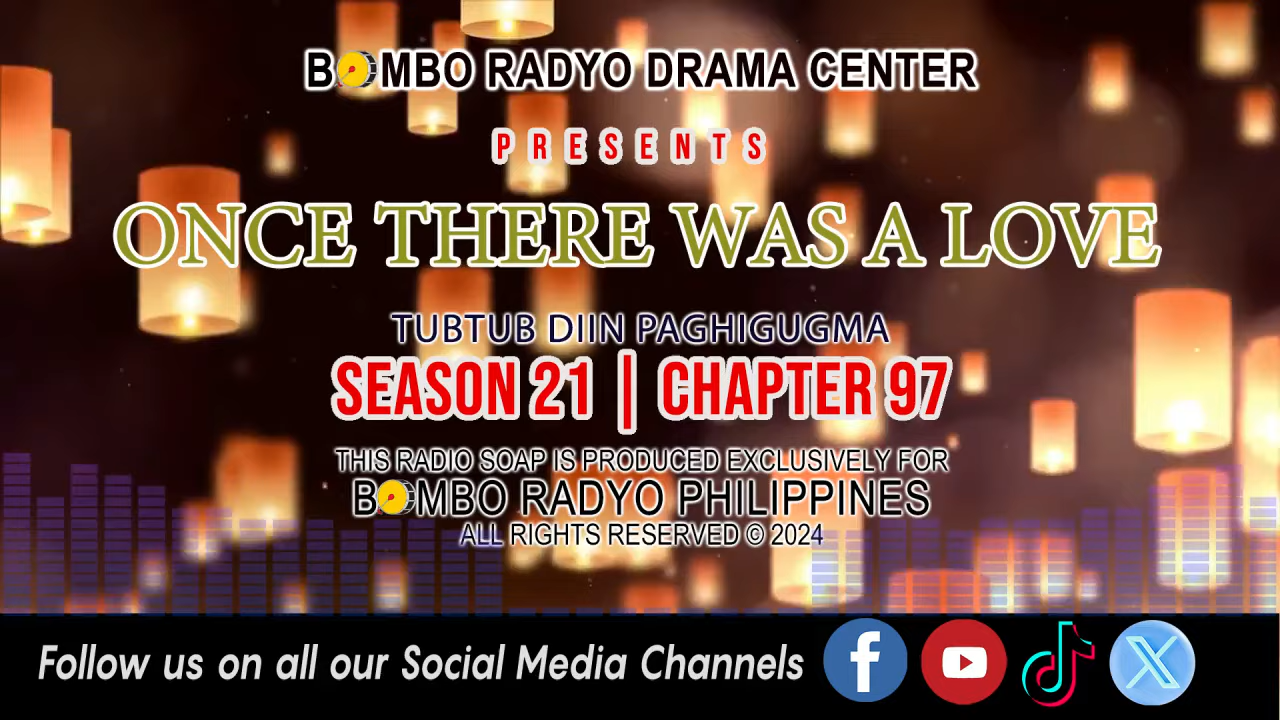 BOMBO RADYO DRAMA CENTER
PRESENTS
ONCE THERE WAS A LOVE
TUBTUB DIIN PAGHIGUGMA
SEASON 21 | CHAPTER 97
THIS RADIO SOAP IS PRODUCED EXCLUSIVELY FOR
BOMBO RADYO PHILIPPINES
ALL RIGHTS RESERVED © 2024
Follow us on all our Social Media Channels